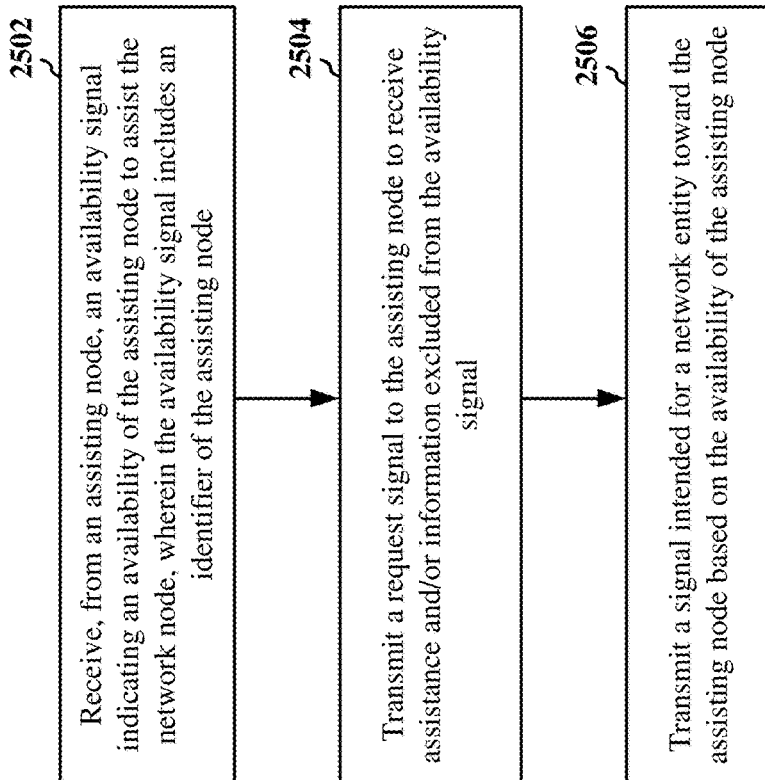 2502
Receive, from an assisting node, an availability signal
indicating an availability of the assisting node to assist the
network node, wherein the availability signal includes an
identifier of the assisting node
2504
Transmit a request signal to the assisting node to receive
assistance and/or information excluded from the availability
signal
2506
Transmit a signal intended for a network entity toward the
assisting node based on the availability of the assisting node